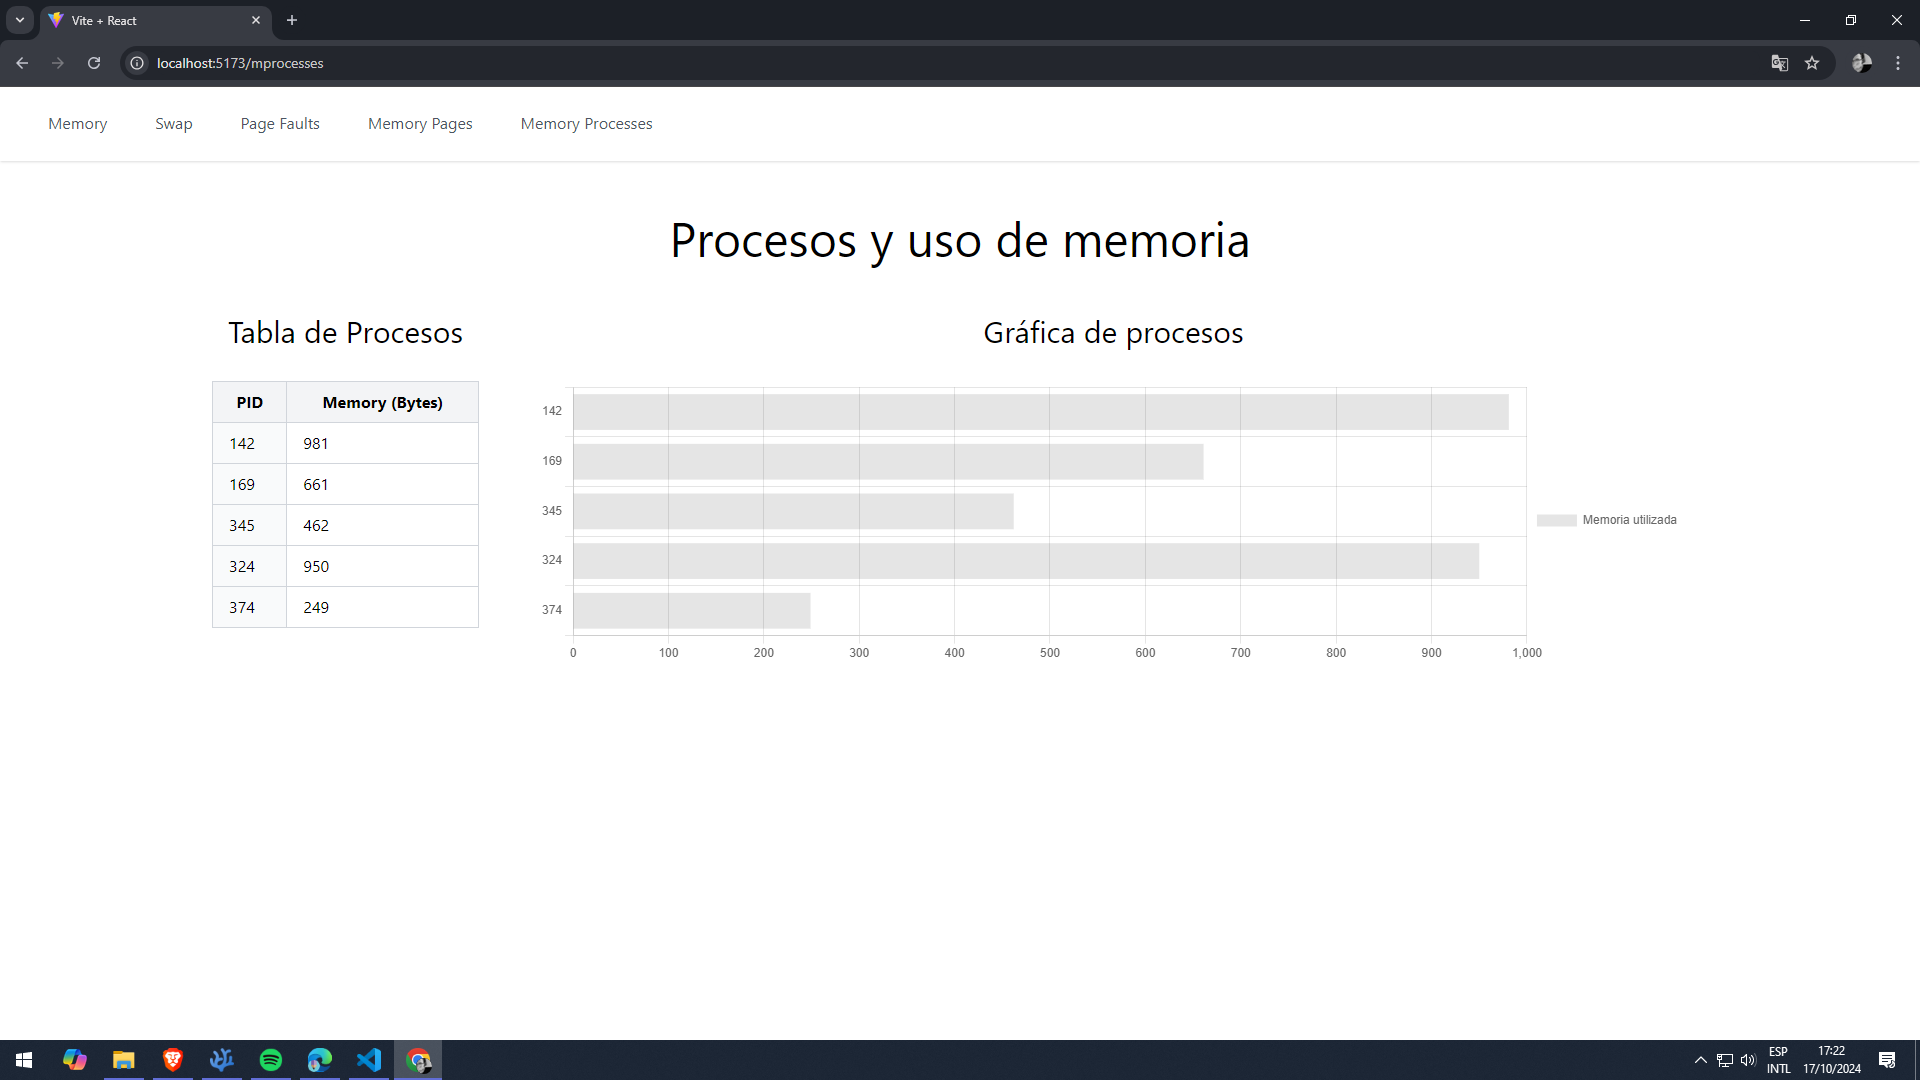 Vite + React
localhost:5173/mprocesses
Memory Swap Page Faults Memory Pages Memory Processes
Procesos y uso de memoria
Tabla de Procesos
PID Memory (Bytes)
142 981
169 661
345 462
324 950
374 249
Gráfica de procesos
142
169
345
324
374
0 100 200 300 400 500 600 700 800 900 1,000
Memoria utilizada
ESP
INTL
17:22
17/10/2024